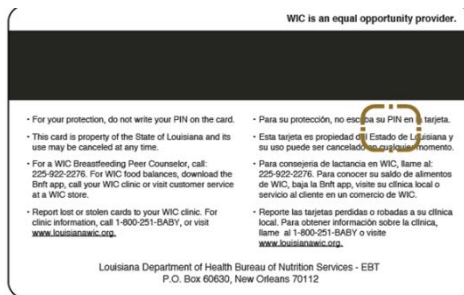 WIC is an equal opportunity provider.
• For your protection, do not write your PIN on the card.
• This card is property of the State of Louisiana and its
use may be canceled at any time.
• For a WIC Breastfeeding Peer Counselor, call:
225-922-2276. For WIC food balances, download the
Bnft app, call your WIC clinic or visit customer service
at a WIC store.
• Report lost or stolen cards to your WIC clinic. For
clinic information, call 1-800-251-BABY, or visit
www.louisianawic.org.
• Para su protección, no escriba su PIN en la tarjeta.
• Esta tarjeta es propiedad del Estado de Louisiana y
su uso puede ser cancelado en cualquier momento.
• Para consejeria de lactancia en WIC, llame al:
225-922-2276. Para conocer su saldo de alimentos
de WIC, baja la Bnft app, visite su clínica local o
servicio al cliente en un comercio de WIC.
• Reporte las tarjetas perdidas o robadas a su clínica
local. Para obtener información sobre la clínica,
llame al 1-800-251-BABY o visite
www.louisianawic.org.
Louisiana Department of Health Bureau of Nutrition Services - EBT
P.O. Box 60630, New Orleans 70112